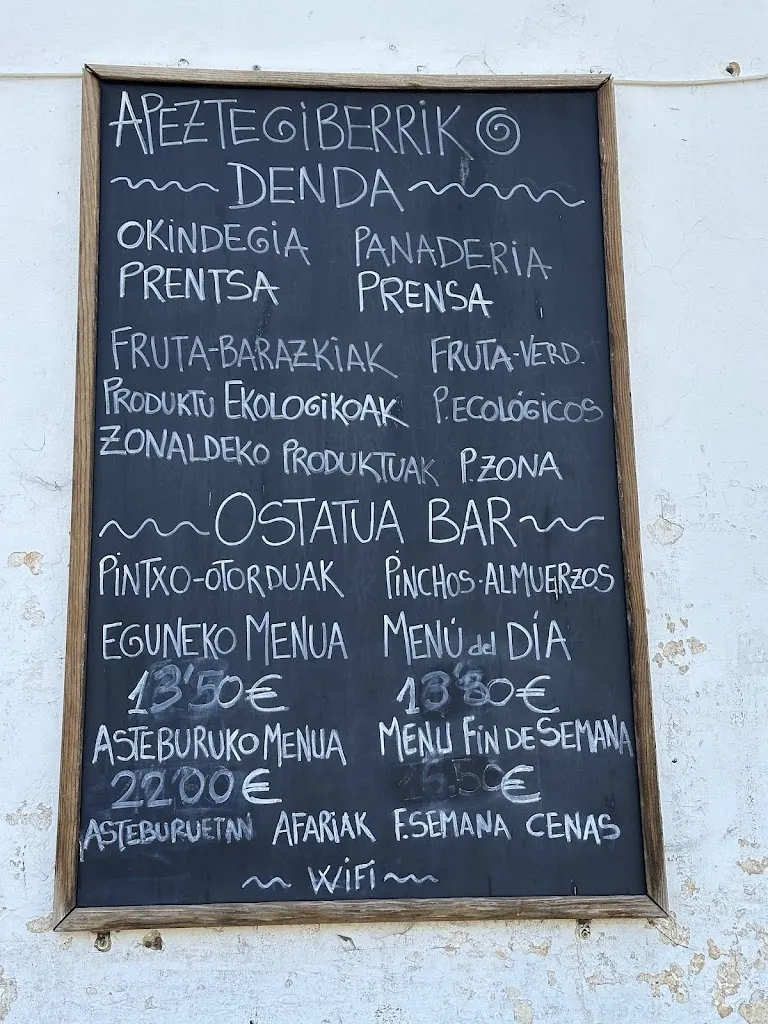 APEZTEGIBERRIK
DENDA
OKINDEGIA PANADERIA
PRENTSA PRENSA
FRUTA-BARAZKIAK FRUTA-VERD.
PRODUKTU EKOLOGIKOAK P.ECOLÓGICOS
ZONALDEKO PRODUKTUAK P.ZONA
OSTATUA BAR
PINTXO-OTORDUAK PINCHOS-ALMUERZOS
EGUNEKO MENUA MENÚ del DÍA
13'50€ €
ASTEBURUKO MENUA MENU FIN DE SEMANA
22'00€ €
ASTEBURUETAN AFARIAK F.SEMANA CENAS
WIFI